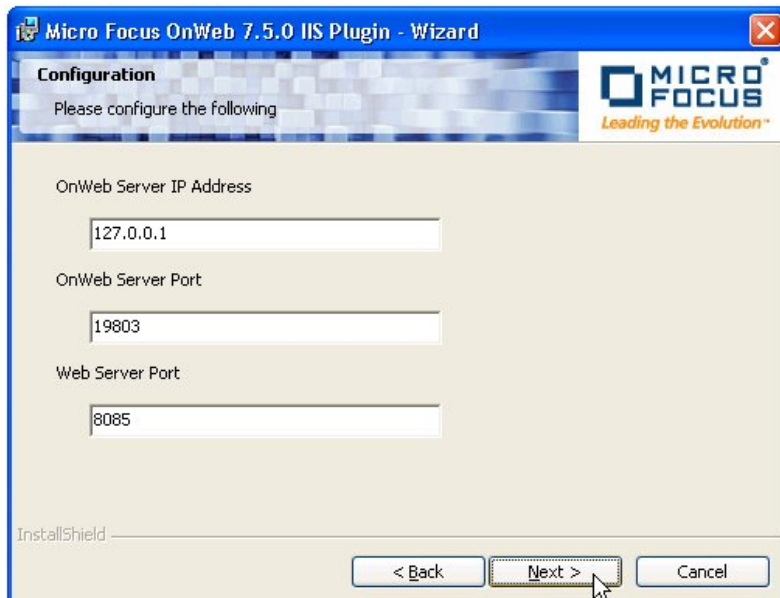 Micro Focus OnWeb 7.5.0 IIS Plugin - Wizard
Configuration
Please configure the following
MICRO
FOCUS®
Leading the Evolution™
OnWeb Server IP Address
127.0.0.1
OnWeb Server Port
19803
Web Server Port
8085
InstallShield
< Back
Next >
Cancel